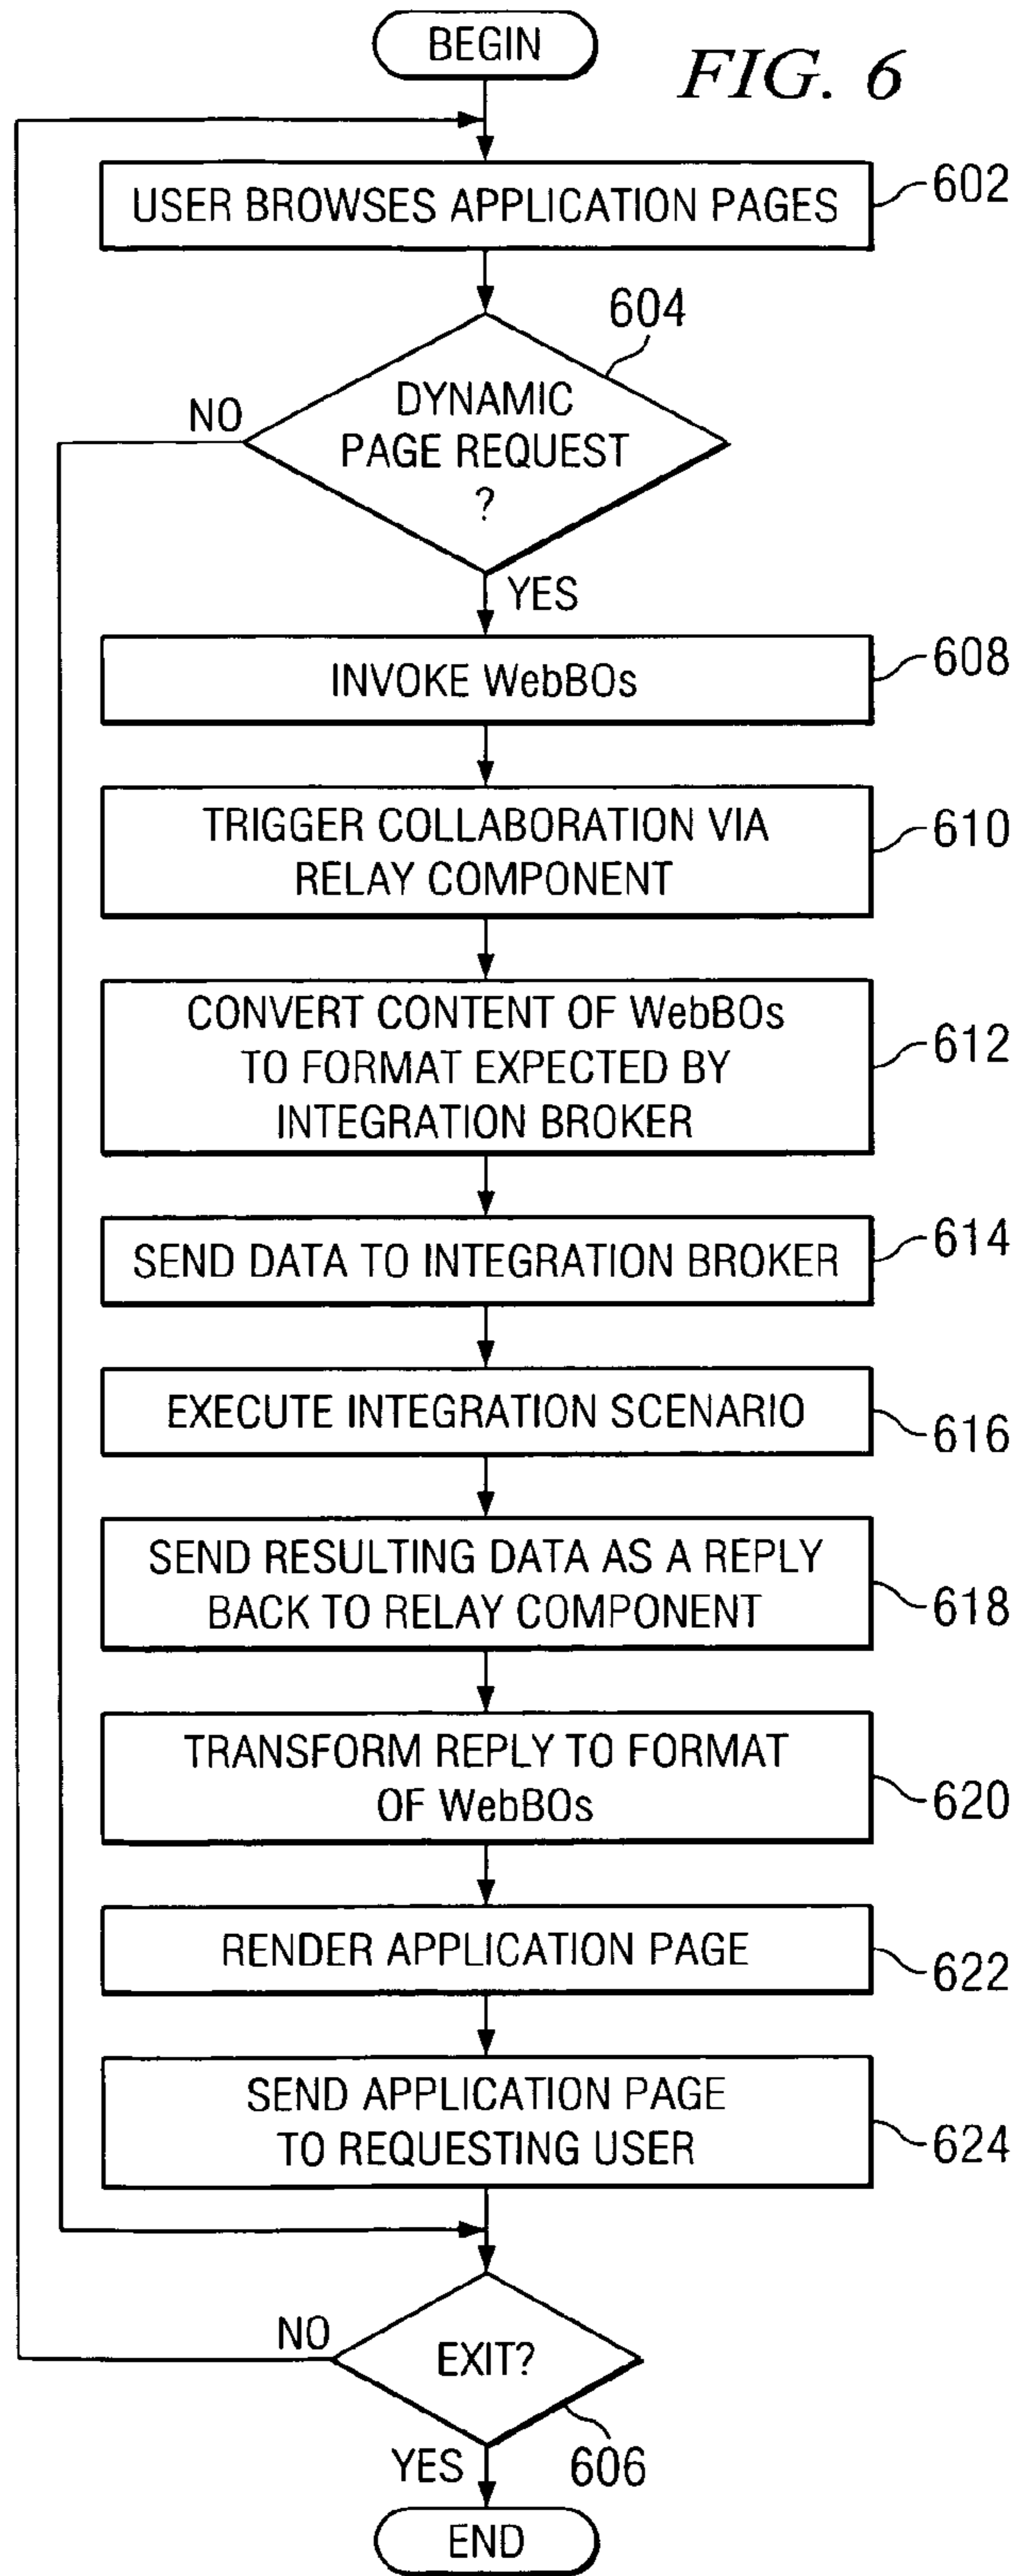 BEGIN
FIG. 6
USER BROWSES APPLICATION PAGES
602
604
DYNAMIC
PAGE REQUEST
?
NO
YES
INVOKE WebBOs
608
TRIGGER COLLABORATION VIA
RELAY COMPONENT
610
CONVERT CONTENT OF WebBOs
TO FORMAT EXPECTED BY
INTEGRATION BROKER
612
SEND DATA TO INTEGRATION BROKER
614
EXECUTE INTEGRATION SCENARIO
616
SEND RESULTING DATA AS A REPLY
BACK TO RELAY COMPONENT
618
TRANSFORM REPLY TO FORMAT
OF WebBOs
620
RENDER APPLICATION PAGE
622
SEND APPLICATION PAGE
TO REQUESTING USER
624
NO
EXIT?
606
YES
END